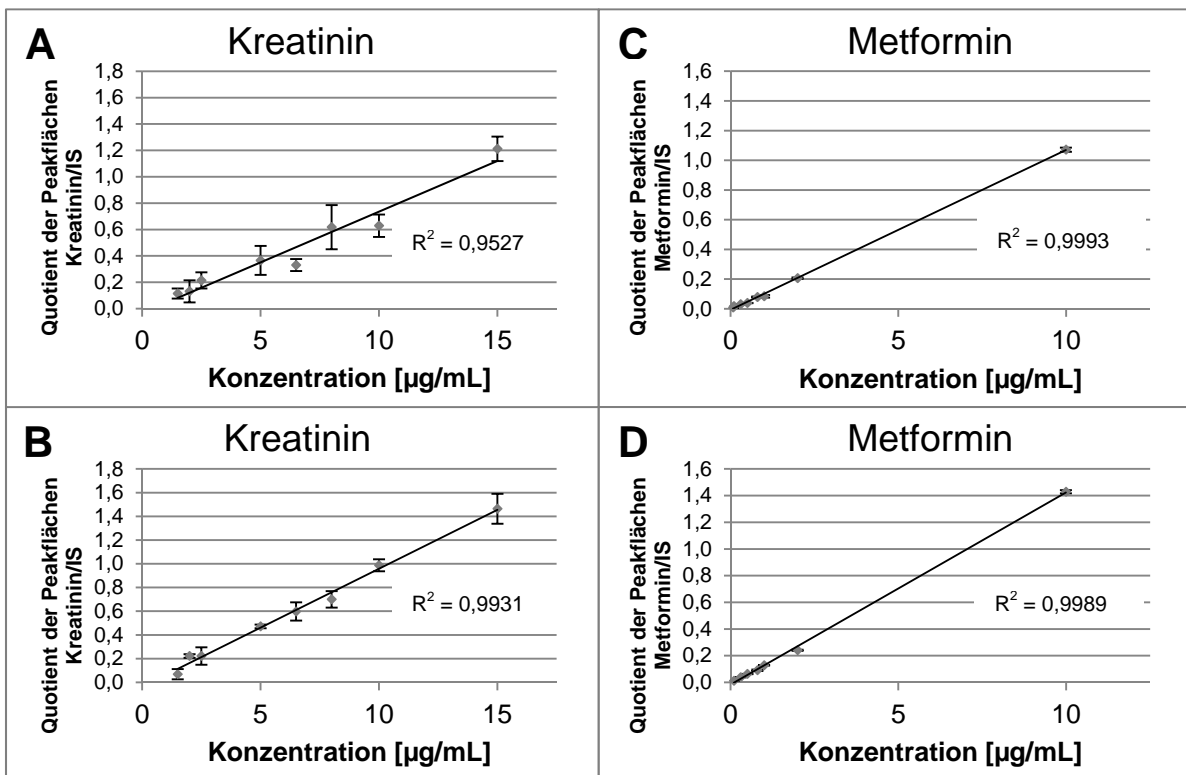 A
Kreatinin
Quotient der Peakflächen
Kreatinin/IS
1,8
1,6
1,4
1,2
1,0
0,8
0,6
0,4
0,2
0,0
R² = 0,9527
0
5
10
15
Konzentration [µg/mL]
C
Metformin
Quotient der Peakflächen
Metformin/IS
1,6
1,4
1,2
1,0
0,8
0,6
0,4
0,2
0,0
R² = 0,9993
0
5
10
Konzentration [µg/mL]
B
Kreatinin
Quotient der Peakflächen
Kreatinin/IS
1,8
1,6
1,4
1,2
1,0
0,8
0,6
0,4
0,2
0,0
R² = 0,9931
0
5
10
15
Konzentration [µg/mL]
D
Metformin
Quotient der Peakflächen
Metformin/IS
1,6
1,4
1,2
1,0
0,8
0,6
0,4
0,2
0,0
R² = 0,9989
0
5
10
Konzentration [µg/mL]